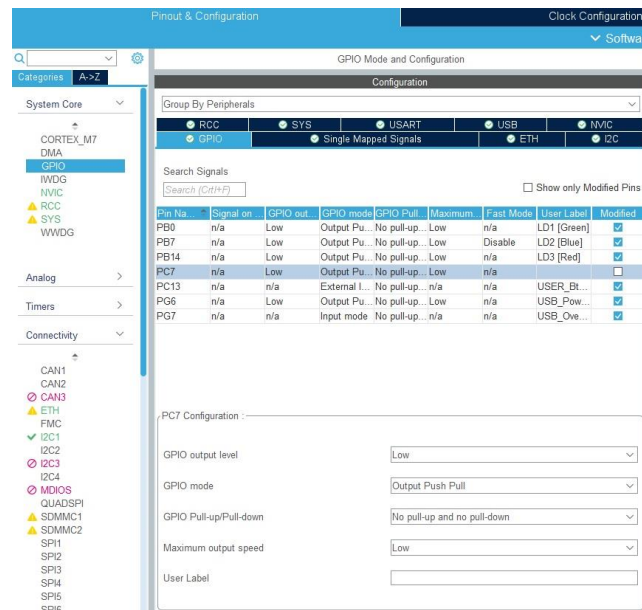 Pinout & Configuration
Clock Configuration
Softwa
GPIO Mode and Configuration
Configuration
Categories A->Z
System Core
CORTEX_M7
DMA
GPIO
IWDG
NVIC
RCC
SYS
WWDG
Analog
Timers
Connectivity
CAN1
CAN2
CAN3
ETH
FMC
I2C1
I2C2
I2C3
I2C4
MDIOS
QUADSPI
SDMMC1
SDMMC2
SPI1
SPI2
SPI3
SPI4
SPI5
SPI6
Group By Peripherals
RCC SYS USART USB NVIC
GPIO Single Mapped Signals ETH I2C
Search Signals
Search (Crtl+F)
Show only Modified Pins
Pin Na... Signal on ... GPIO out... GPIO mode GPIO Pull... Maximum... Fast Mode User Label Modified
PB0 n/a Low Output Pu... No pull-up... Low n/a LD1 [Green]
PB7 n/a Low Output Pu... No pull-up... Low Disable LD2 [Blue]
PB14 n/a Low Output Pu... No pull-up... Low n/a LD3 [Red]
PC7 n/a Low Output Pu... No pull-up... Low n/a
PC13 n/a n/a External I... No pull-up... n/a n/a USER_Bt...
PG6 n/a Low Output Pu... No pull-up... Low n/a USB_Pow...
PG7 n/a n/a Input mode No pull-up... n/a n/a USB_Ove...
PC7 Configuration :
GPIO output level Low
GPIO mode Output Push Pull
GPIO Pull-up/Pull-down No pull-up and no pull-down
Maximum output speed Low
User Label